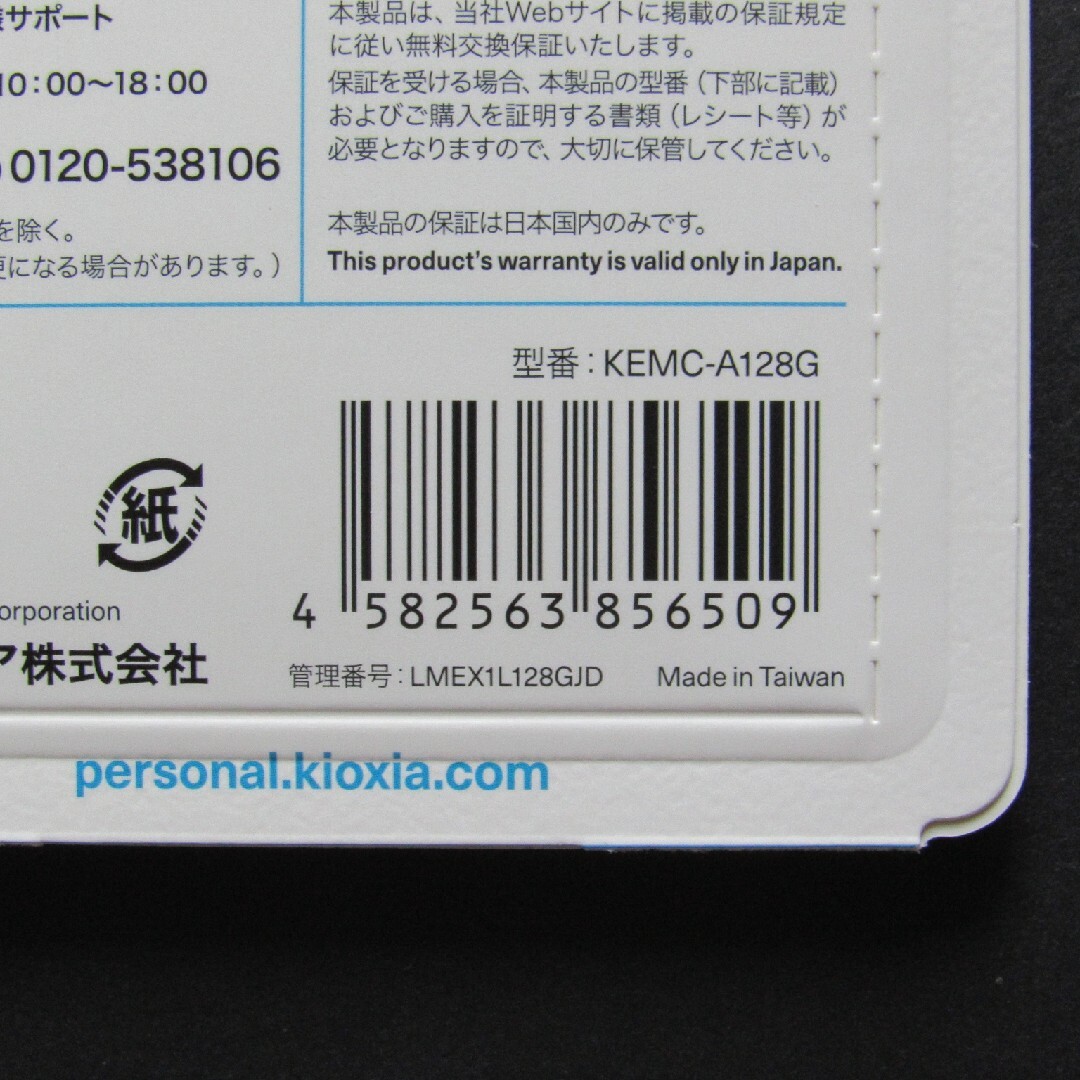 サポート
10:00～18:00
0120-538106
を除く。
更になる場合があります。）
本製品は、当社Webサイトに掲載の保証規定
に従い無料交換保証いたします。
保証を受ける場合、本製品の型番（下部に記載）
およびご購入を証明する書類（レシート等）が
必要となりますので、大切に保管してください。
本製品の保証は日本国内のみです。
This product's warranty is valid only in Japan.
型番：KEMC-A128G
紙
4 582563 856509
orporation
ア株式会社
管理番号：LMEX1L128GJD Made in Taiwan
personal.kioxia.com